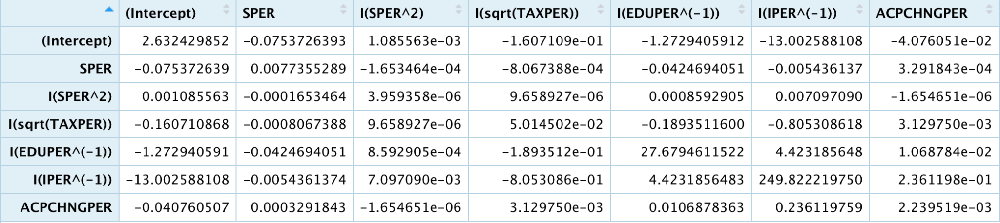 (Intercept) SPER I(SPER^2) I(sqrt(TAXPER)) I(EDUPER^(-1)) I(IPER^(-1)) ACPCHNGPER
(Intercept) 2.632429852 -0.0753726393 1.085563e-03 -1.607109e-01 -1.2729405912 -13.002588108 -4.076051e-02
SPER -0.075372639 0.0077355289 -1.653464e-04 -8.067388e-04 -0.0424694051 -0.005436137 3.291843e-04
I(SPER^2) 0.001085563 -0.0001653464 3.959358e-06 9.658927e-06 0.0008592905 0.007097090 -1.654651e-06
I(sqrt(TAXPER)) -0.160710868 -0.0008067388 9.658927e-06 5.014502e-02 -0.1893511600 -0.805308618 3.129750e-03
I(EDUPER^(-1)) -1.272940591 -0.0424694051 8.592905e-04 -1.893512e-01 27.6794611522 4.423185648 1.068784e-02
I(IPER^(-1)) -13.002588108 -0.0054361374 7.097090e-03 -8.053086e-01 4.4231856483 249.822219750 2.361198e-01
ACPCHNGPER -0.040760507 0.0003291843 -1.654651e-06 3.129750e-03 0.0106878363 0.236119759 2.239519e-03